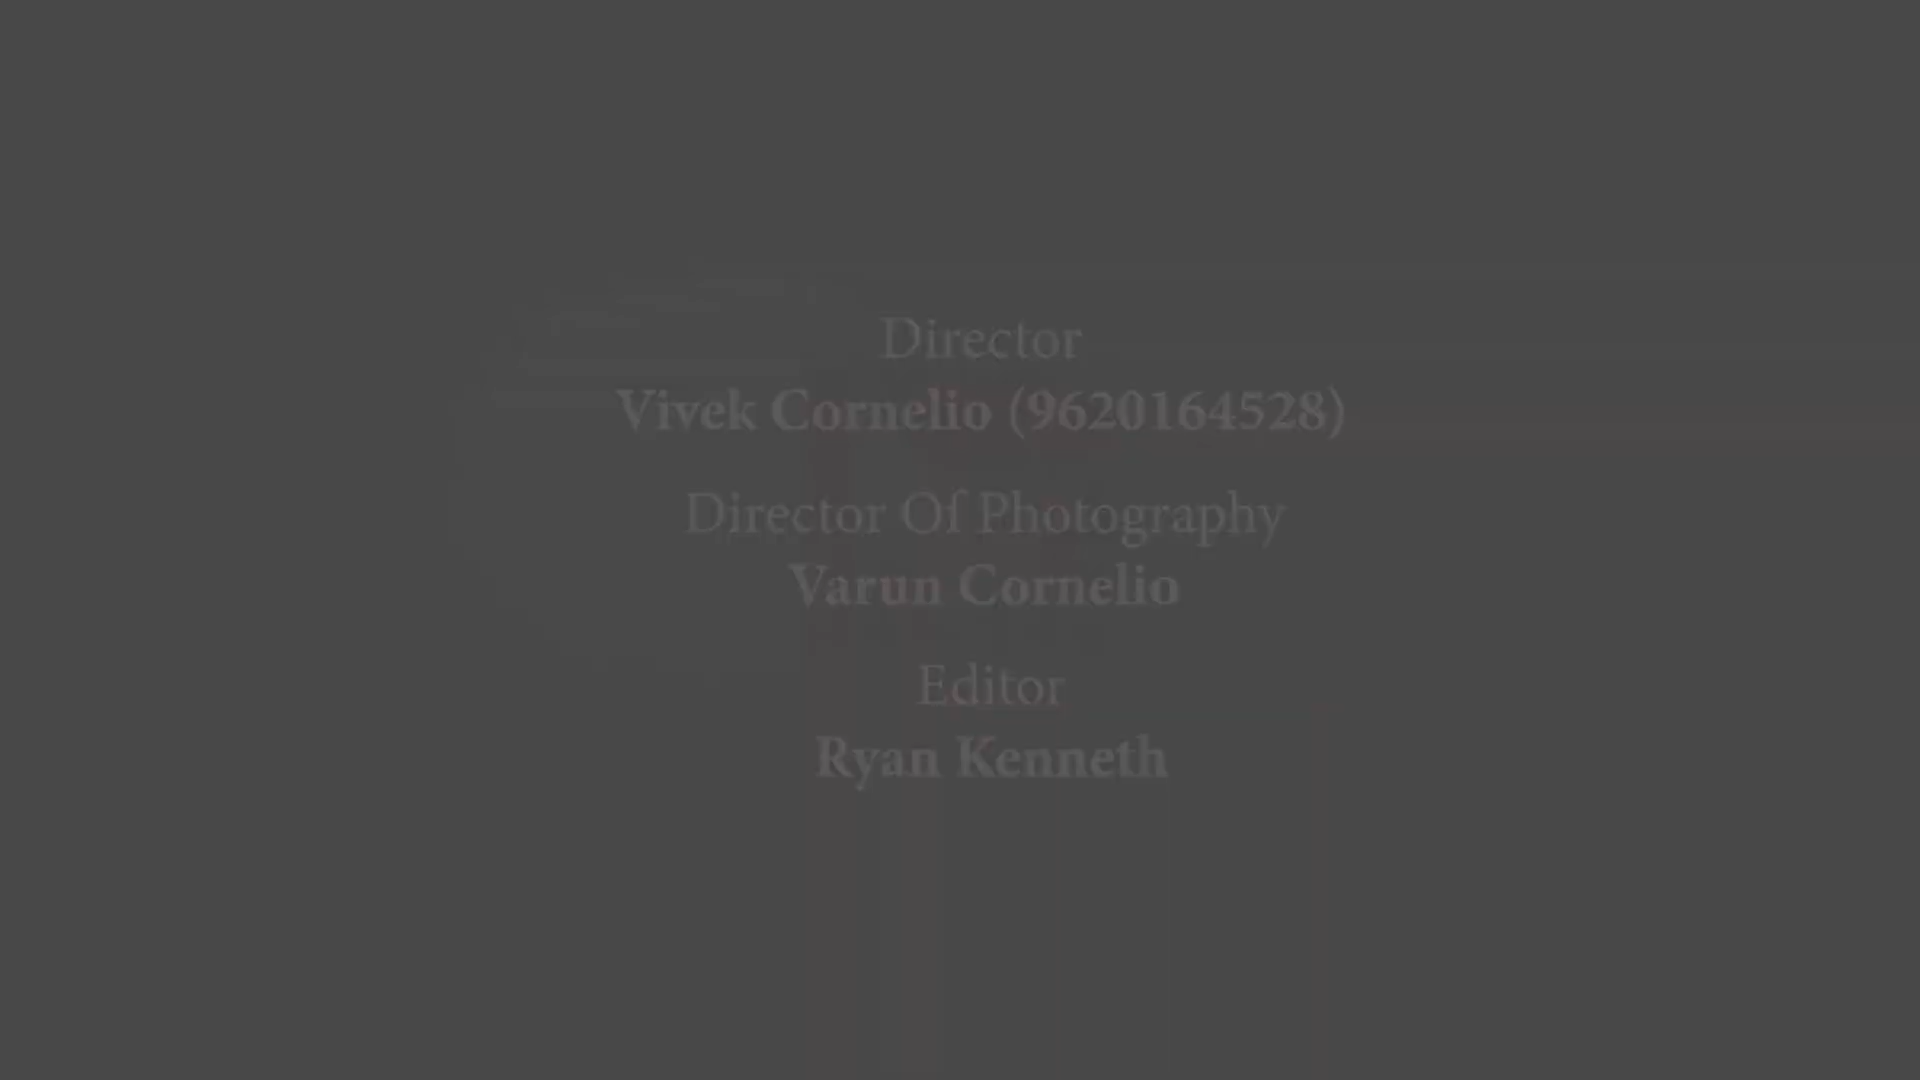 Director
Vivek Cornelio (9620164528)
Director Of Photography
Varun Cornelio
Editor
Ryan Kenneth